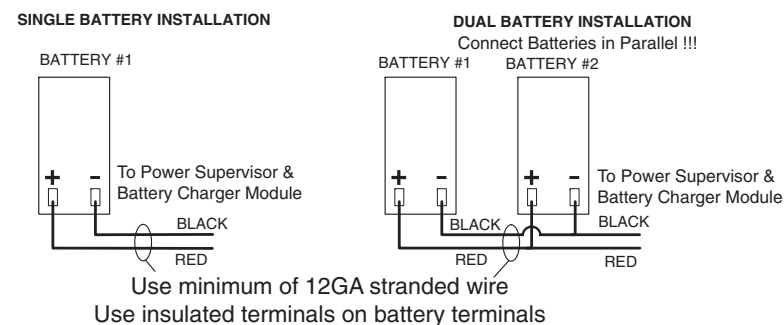 SINGLE BATTERY INSTALLATION
BATTERY #1
+ -
To Power Supervisor &
Battery Charger Module
BLACK
RED
DUAL BATTERY INSTALLATION
Connect Batteries in Parallel !!!
BATTERY #1 BATTERY #2
+ - + -
To Power Supervisor &
Battery Charger Module
BLACK BLACK
RED RED
Use minimum of 12GA stranded wire
Use insulated terminals on battery terminals